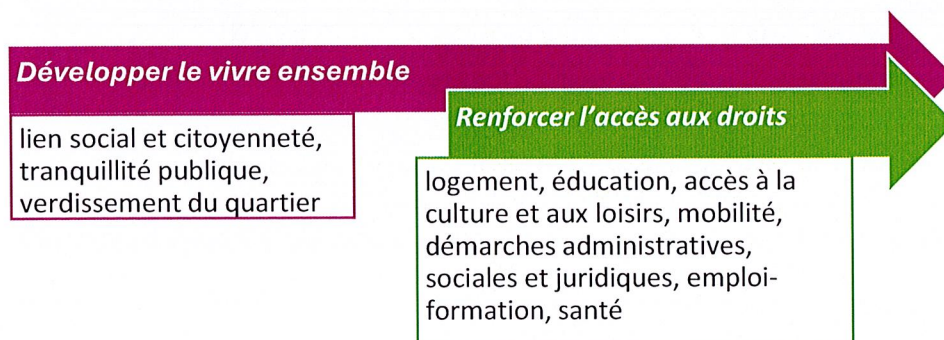 Développer le vivre ensemble
lien social et citoyenneté,
tranquillité publique,
verdissement du quartier
Renforcer l'accès aux droits
logement, éducation, accès à la
culture et aux loisirs, mobilité,
démarches administratives,
sociales et juridiques, emploi-
formation, santé